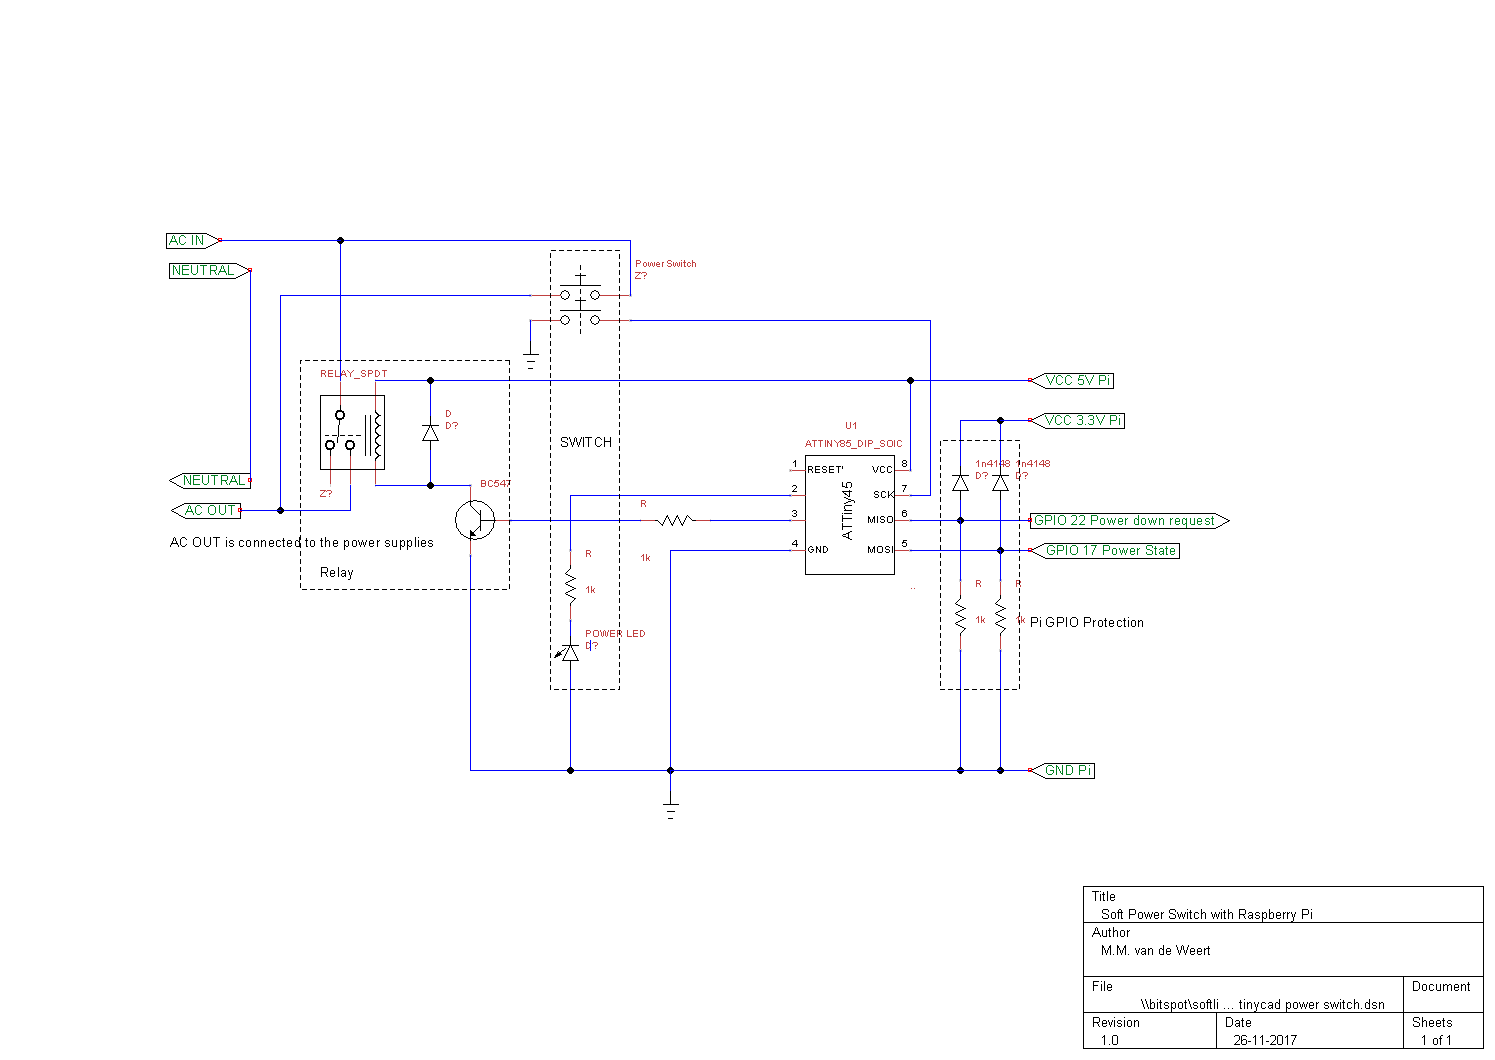 AC IN
NEUTRAL
Power Switch
Z?
RELAY_SPDT
VCC 5V Pi
D
D?
VCC 3.3V Pi
U1
ATTINY85_DIP_SOIC
SWITCH
1 RESET' VCC 8
1n4148 1n4148
D? D?
NEUTRAL
Z?
BC547
2 SCK 7
ATTiny45
R
AC OUT
3 MISO 6
GPIO 22 Power down request
AC OUT is connected to the power supplies
4 GND MOSI 5
GPIO 17 Power State
R
1k
Relay
1k
..
R R
1k 1k
Pi GPIO Protection
POWER LED
D?
GND Pi
Title
Soft Power Switch with Raspberry Pi
Author
M.M. van de Weert
File Document
\\bitspot\softli ... tinycad power switch.dsn
Revision Date Sheets
1.0 26-11-2017 1 of 1